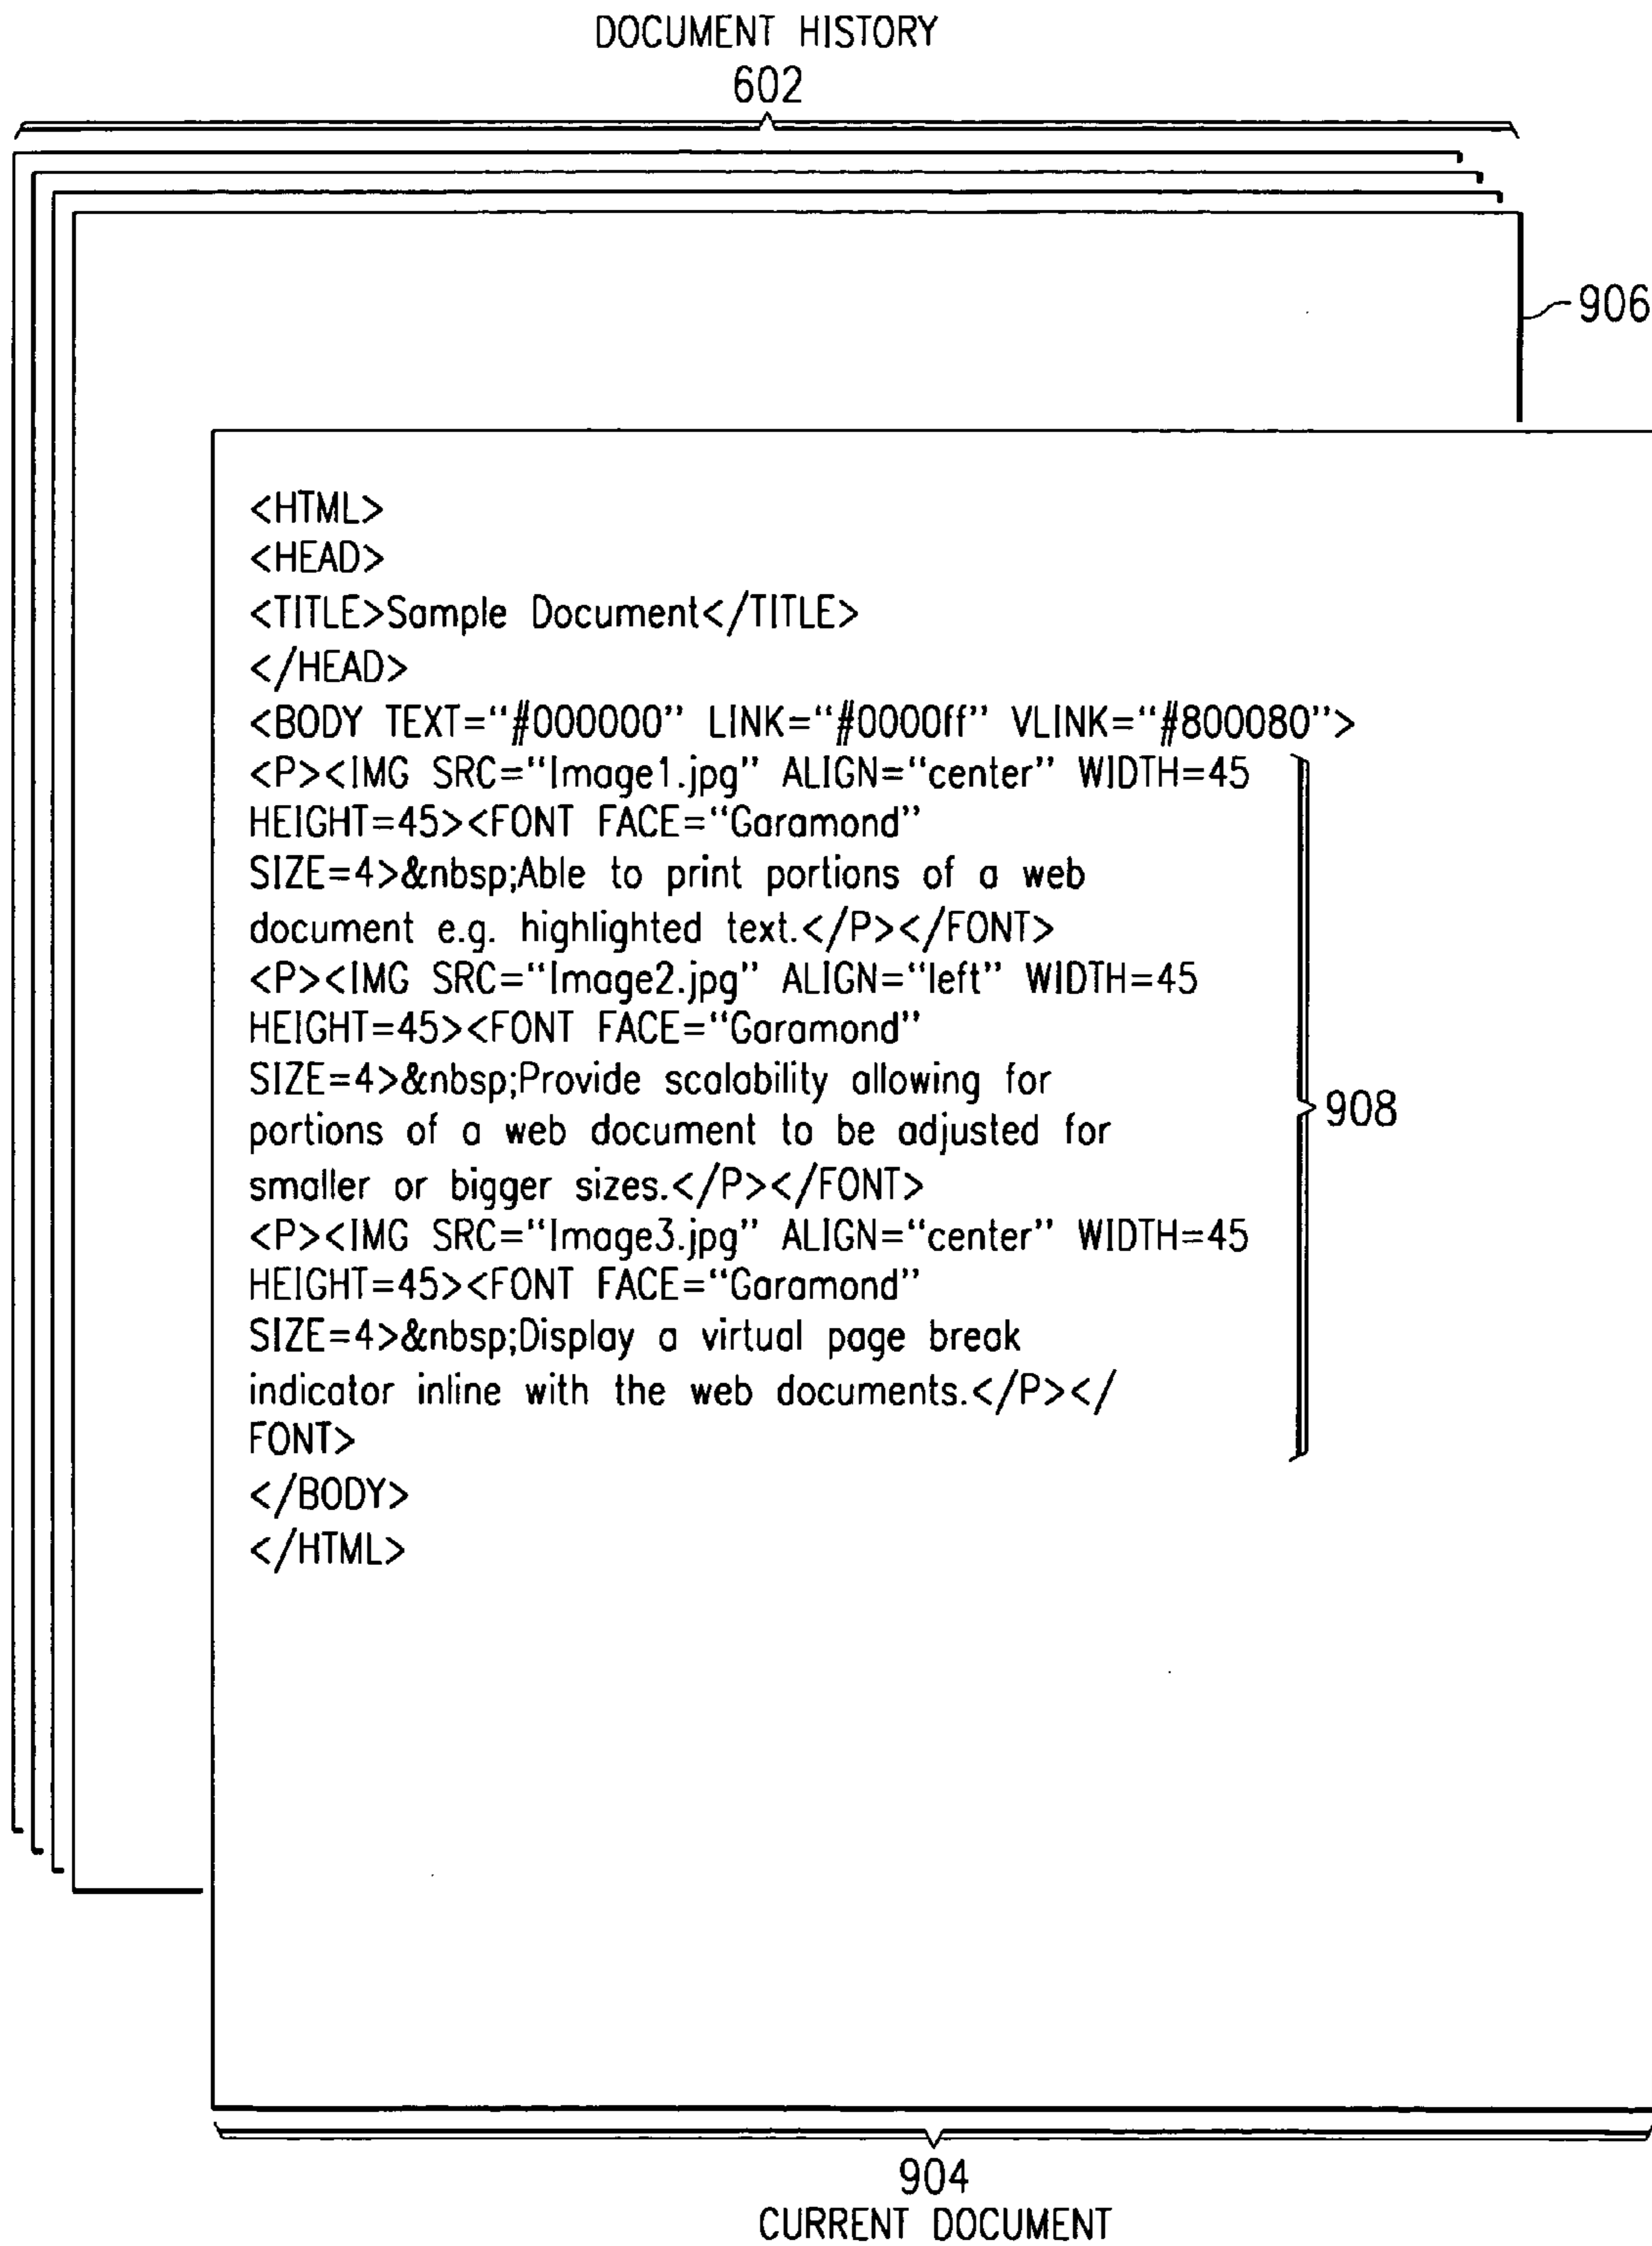 DOCUMENT HISTORY
602
906
<HTML>
<HEAD>
<TITLE>Sample Document</TITLE>
</HEAD>
<BODY TEXT=“#000000” LINK=“#0000ff” VLINK=“#800080”>
<P><IMG SRC=“Image1.jpg” ALIGN=“center” WIDTH=45
HEIGHT=45><FONT FACE=“Garamond”
SIZE=4>&nbsp;Able to print portions of a web
document e.g. highlighted text.</P></FONT>
<P><IMG SRC=“Image2.jpg” ALIGN=“left” WIDTH=45
HEIGHT=45><FONT FACE=“Garamond”
SIZE=4>&nbsp;Provide scalability allowing for
portions of a web document to be adjusted for
smaller or bigger sizes.</P></FONT>
<P><IMG SRC=“Image3.jpg” ALIGN=“center” WIDTH=45
HEIGHT=45><FONT FACE=“Garamond”
SIZE=4>&nbsp;Display a virtual page break
indicator inline with the web documents.</P></
FONT>
</BODY>
</HTML>
908
904
CURRENT DOCUMENT